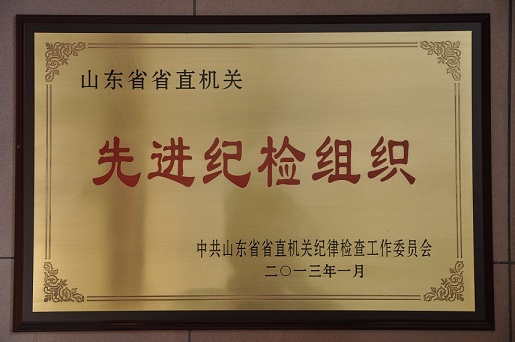 山东省省直机关
先进纪检组织
中共山东省省直机关纪律检查工作委员会
二〇一三年一月